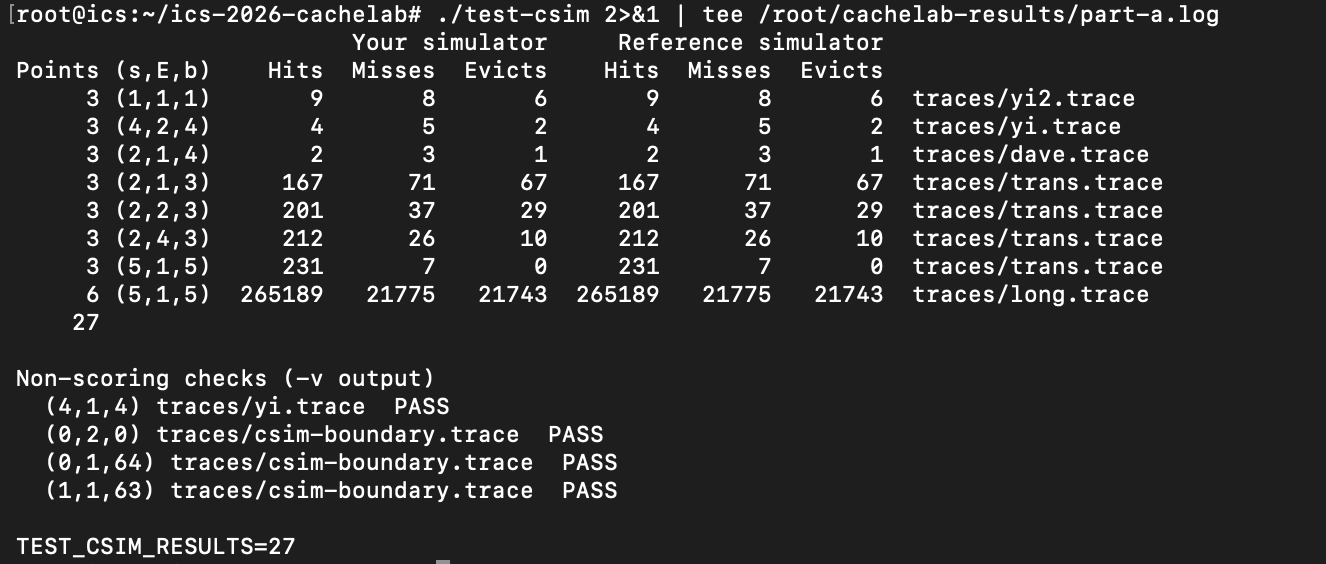 [root@ics:~/ics-2026-cachelab# ./test-csim 2>&1 | tee /root/cachelab-results/part-a.log
                        Your simulator     Reference simulator
Points (s,E,b)    Hits  Misses  Evicts    Hits  Misses  Evicts
     3 (1,1,1)       9       8       6       9       8       6  traces/yi2.trace
     3 (4,2,4)       4       5       2       4       5       2  traces/yi.trace
     3 (2,1,4)       2       3       1       2       3       1  traces/dave.trace
     3 (2,1,3)     167      71      67     167      71      67  traces/trans.trace
     3 (2,2,3)     201      37      29     201      37      29  traces/trans.trace
     3 (2,4,3)     212      26      10     212      26      10  traces/trans.trace
     3 (5,1,5)     231       7       0     231       7       0  traces/trans.trace
     6 (5,1,5)  265189   21775   21743  265189   21775   21743  traces/long.trace
    27
Non-scoring checks (-v output)
  (4,1,4) traces/yi.trace  PASS
  (0,2,0) traces/csim-boundary.trace  PASS
  (0,1,64) traces/csim-boundary.trace  PASS
  (1,1,63) traces/csim-boundary.trace  PASS
TEST_CSIM_RESULTS=27